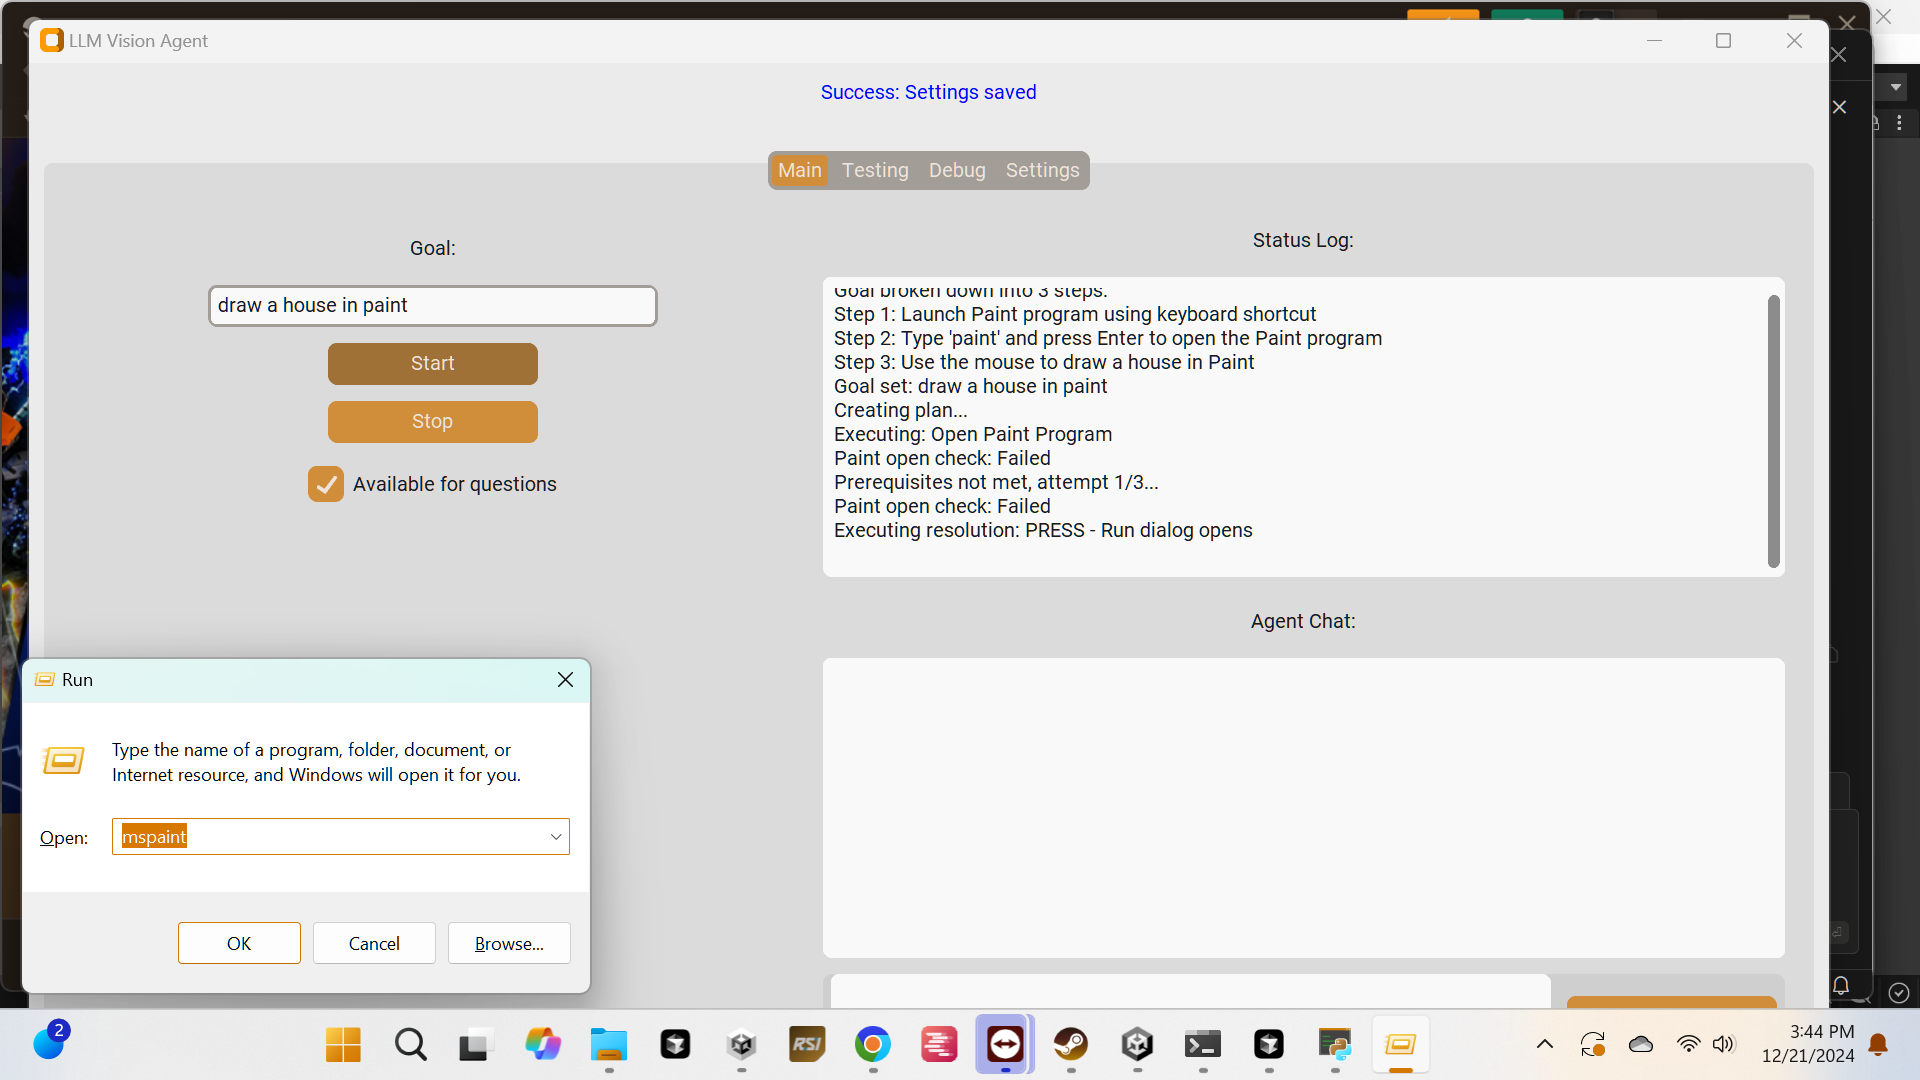 LLM Vision Agent
Success: Settings saved
Main Testing Debug Settings
Goal:
draw a house in paint
Start
Stop
Available for questions
Status Log:
Goal broken down into 3 steps.
Step 1: Launch Paint program using keyboard shortcut
Step 2: Type 'paint' and press Enter to open the Paint program
Step 3: Use the mouse to draw a house in Paint
Goal set: draw a house in paint
Creating plan...
Executing: Open Paint Program
Paint open check: Failed
Prerequisites not met, attempt 1/3...
Paint open check: Failed
Executing resolution: PRESS - Run dialog opens
Agent Chat:
Run
Type the name of a program, folder, document, or
Internet resource, and Windows will open it for you.
Open: mspaint
OK Cancel Browse...
2
RSI
3:44 PM
12/21/2024